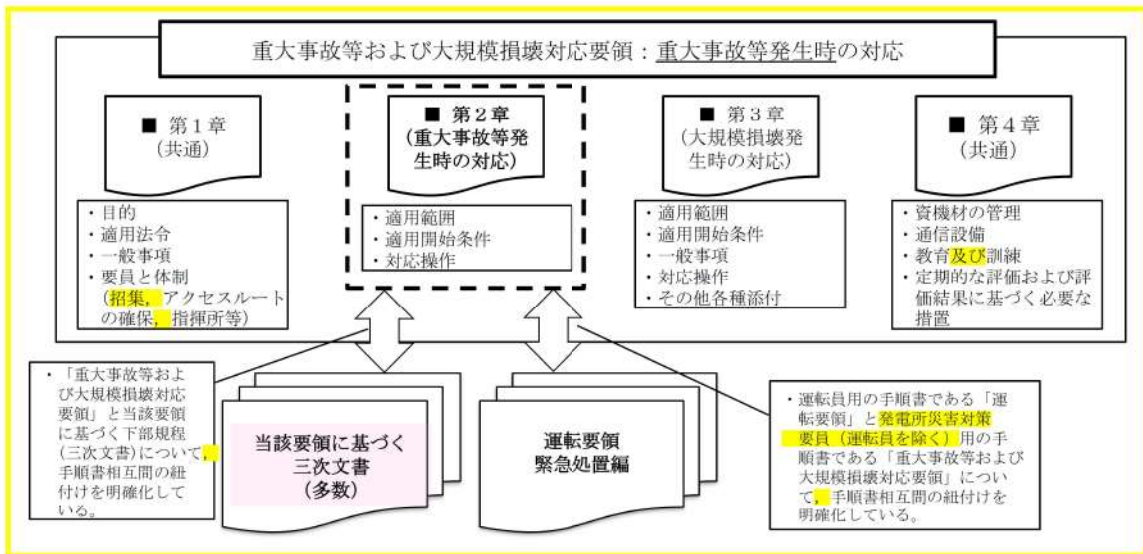 重大事故等および大規模損壊対応要領：重大事故等発生時の対応
■ 第１章
（共通）
・目的
・適用法令
・一般事項
・要員と体制
（招集，アクセスルート
の確保，指揮所等）
■ 第２章
（重大事故等発
生時の対応）
・適用範囲
・適用開始条件
・対応操作
■ 第３章
（大規模損壊発
生時の対応）
・適用範囲
・適用開始条件
・一般事項
・対応操作
・その他各種添付
■ 第４章
（共通）
・資機材の管理
・通信設備
・教育及び訓練
・定期的な評価および評
価結果に基づく必要な
措置
・「重大事故等およ
び大規模損壊対応
要領」と当該要領
に基づく下部規程
（三次文書）について，
手順書相互間の紐
付けを明確化して
いる。
当該要領に基づく
三次文書
（多数）
運転要領
緊急処置編
・運転員用の手順書である「運
転要領」と発電所災害対策
要員（運転員を除く）用の手
順書である「重大事故等および
大規模損壊対応要領」につい
て，手順書相互間の紐付けを
明確化している。